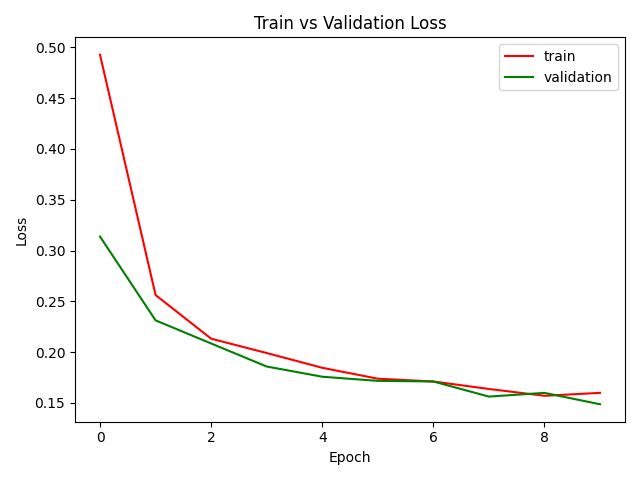 Train vs Validation Loss
train
validation
0.50
0.45
0.40
0.35
0.30
0.25
0.20
0.15
Loss
0 2 4 6 8
Epoch